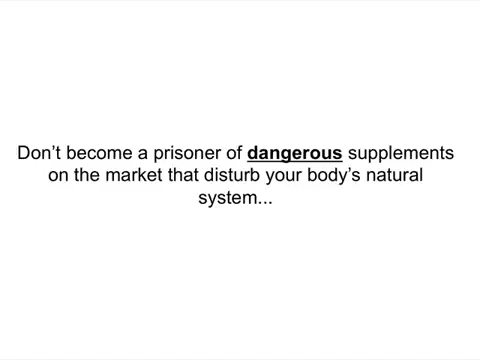 Don’t become a prisoner of dangerous supplements
on the market that disturb your body’s natural
system...